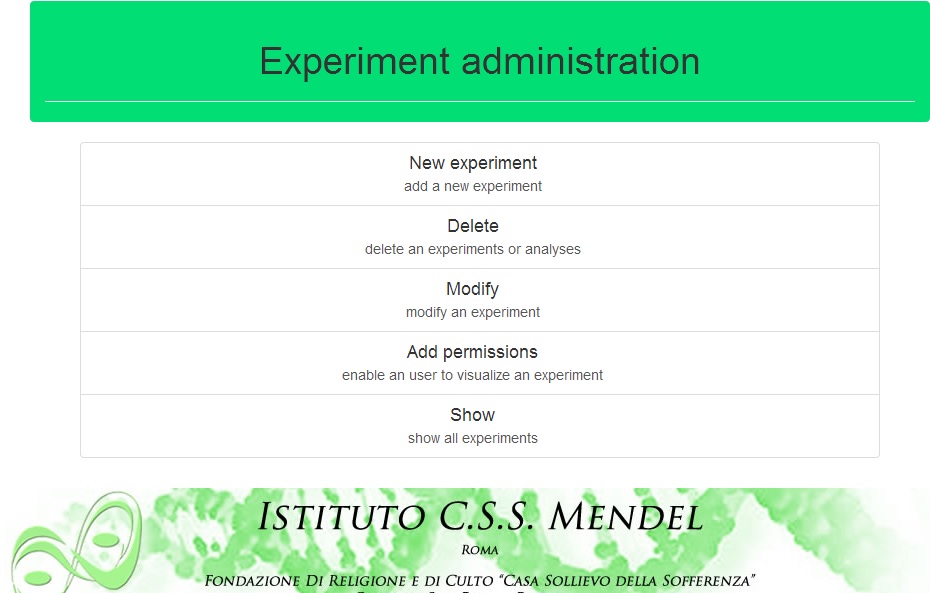 Experiment administration
New experiment
add a new experiment
Delete
delete an experiments or analyses
Modify
modify an experiment
Add permissions
enable an user to visualize an experiment
Show
show all experiments
Istituto C.S.S. Mendel
Roma
Fondazione Di Religione e di Culto “Casa Sollievo della Sofferenza”